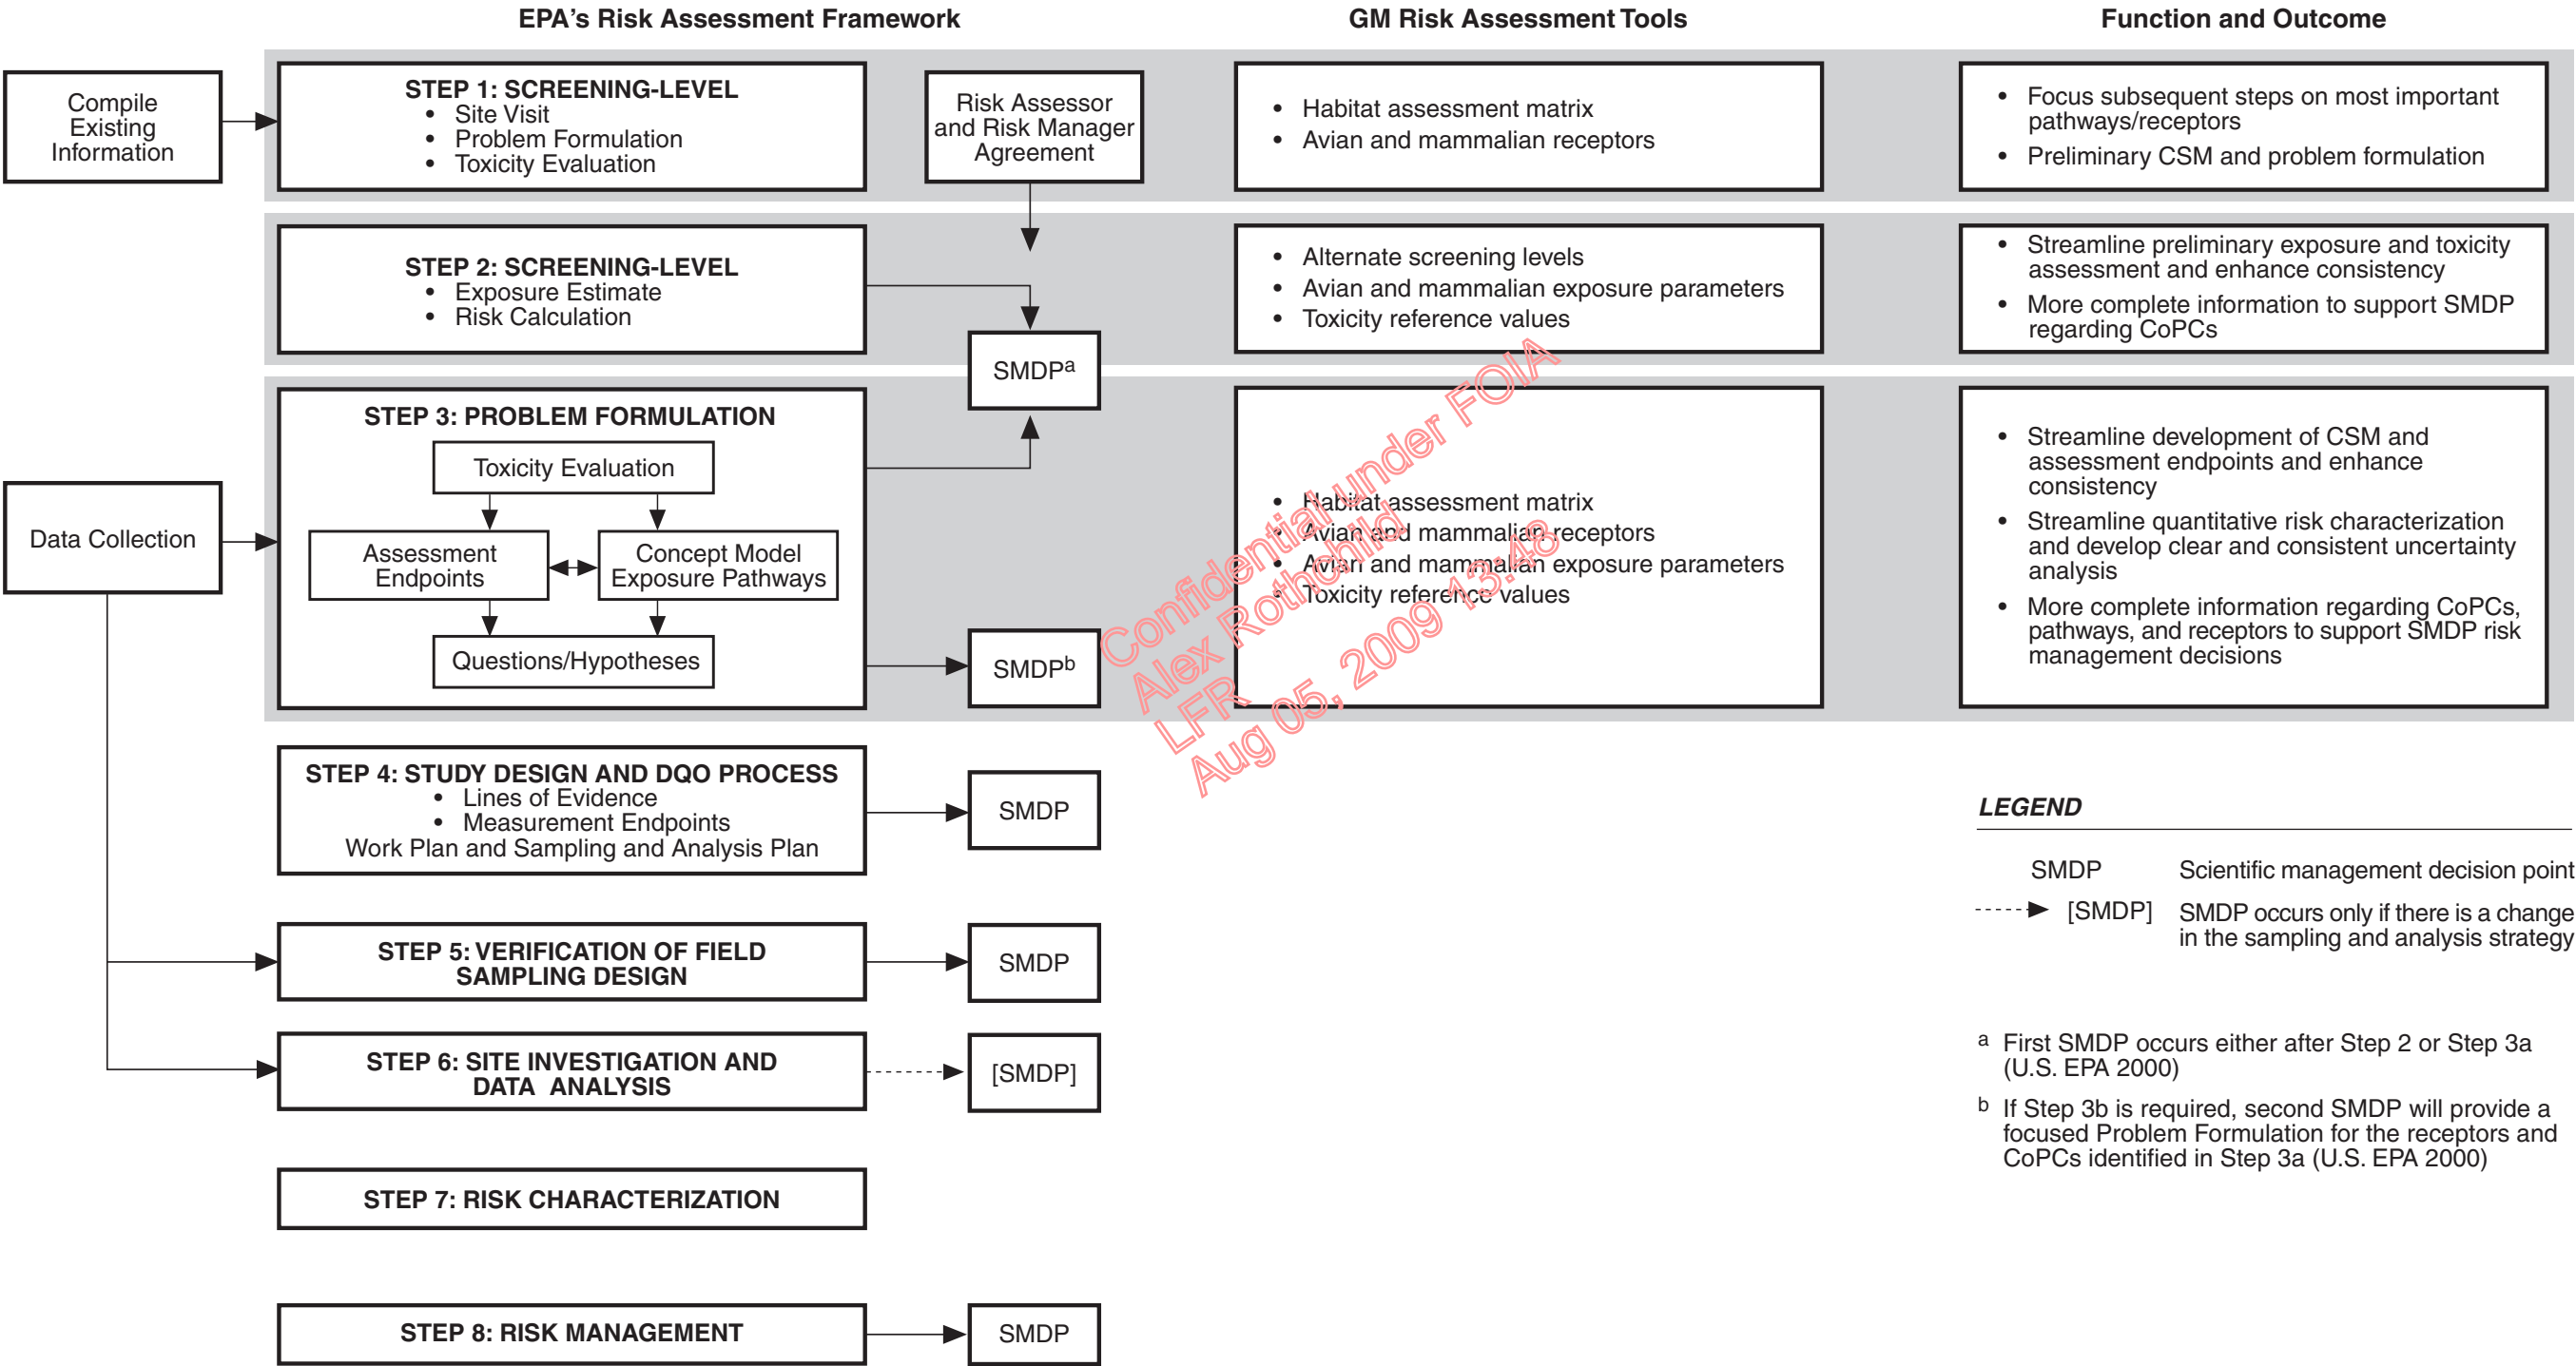 EPA's Risk Assessment Framework
GM Risk Assessment Tools
Function and Outcome
Compile
Existing
Information
STEP 1: SCREENING-LEVEL
• Site Visit
• Problem Formulation
• Toxicity Evaluation
Risk Assessor
and Risk Manager
Agreement
• Habitat assessment matrix
• Avian and mammalian receptors
• Focus subsequent steps on most important
pathways/receptors
• Preliminary CSM and problem formulation
STEP 2: SCREENING-LEVEL
• Exposure Estimate
• Risk Calculation
• Alternate screening levels
• Avian and mammalian exposure parameters
• Toxicity reference values
• Streamline preliminary exposure and toxicity
assessment and enhance consistency
• More complete information to support SMDP
regarding CoPCs
SMDPa
Data Collection
STEP 3: PROBLEM FORMULATION
Toxicity Evaluation
Assessment
Endpoints
Concept Model
Exposure Pathways
Questions/Hypotheses
SMDPb
• Habitat assessment matrix
• Avian and mammalian receptors
• Avian and mammalian exposure parameters
• Toxicity reference values
• Streamline development of CSM and
assessment endpoints and enhance
consistency
• Streamline quantitative risk characterization
and develop clear and consistent uncertainty
analysis
• More complete information regarding CoPCs,
pathways, and receptors to support SMDP risk
management decisions
Confidential under FOIA
Alex Rothchild
LFR
Aug 05, 2009 13:48
STEP 4: STUDY DESIGN AND DQO PROCESS
• Lines of Evidence
• Measurement Endpoints
Work Plan and Sampling and Analysis Plan
SMDP
STEP 5: VERIFICATION OF FIELD
SAMPLING DESIGN
SMDP
STEP 6: SITE INVESTIGATION AND
DATA ANALYSIS
[SMDP]
STEP 7: RISK CHARACTERIZATION
STEP 8: RISK MANAGEMENT
SMDP
LEGEND
SMDP Scientific management decision point
[SMDP] SMDP occurs only if there is a change
in the sampling and analysis strategy
a First SMDP occurs either after Step 2 or Step 3a
(U.S. EPA 2000)
b If Step 3b is required, second SMDP will provide a
focused Problem Formulation for the receptors and
CoPCs identified in Step 3a (U.S. EPA 2000)